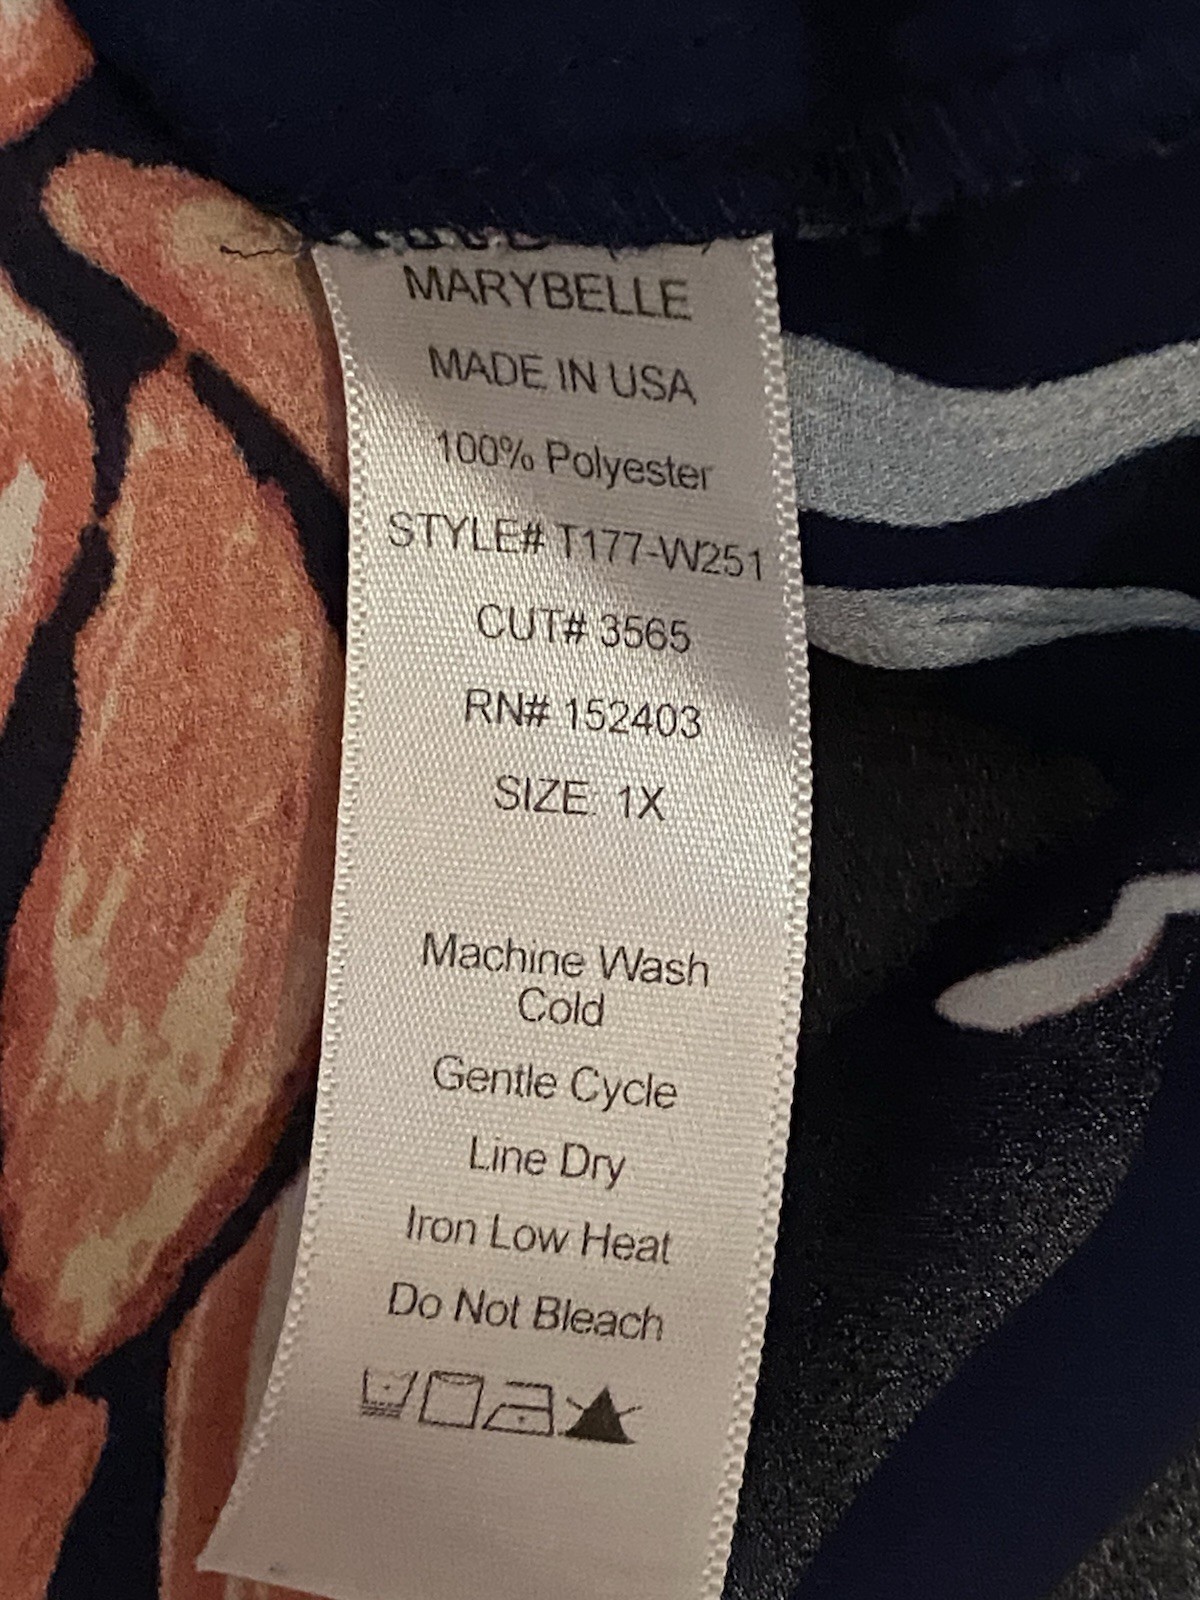 MARYBELLE
MADE IN USA
100% Polyester
STYLE# T177-W251
CUT# 3565
RN# 152403
SIZE: 1X
Machine Wash
Cold
Gentle Cycle
Line Dry
Iron Low Heat
Do Not Bleach